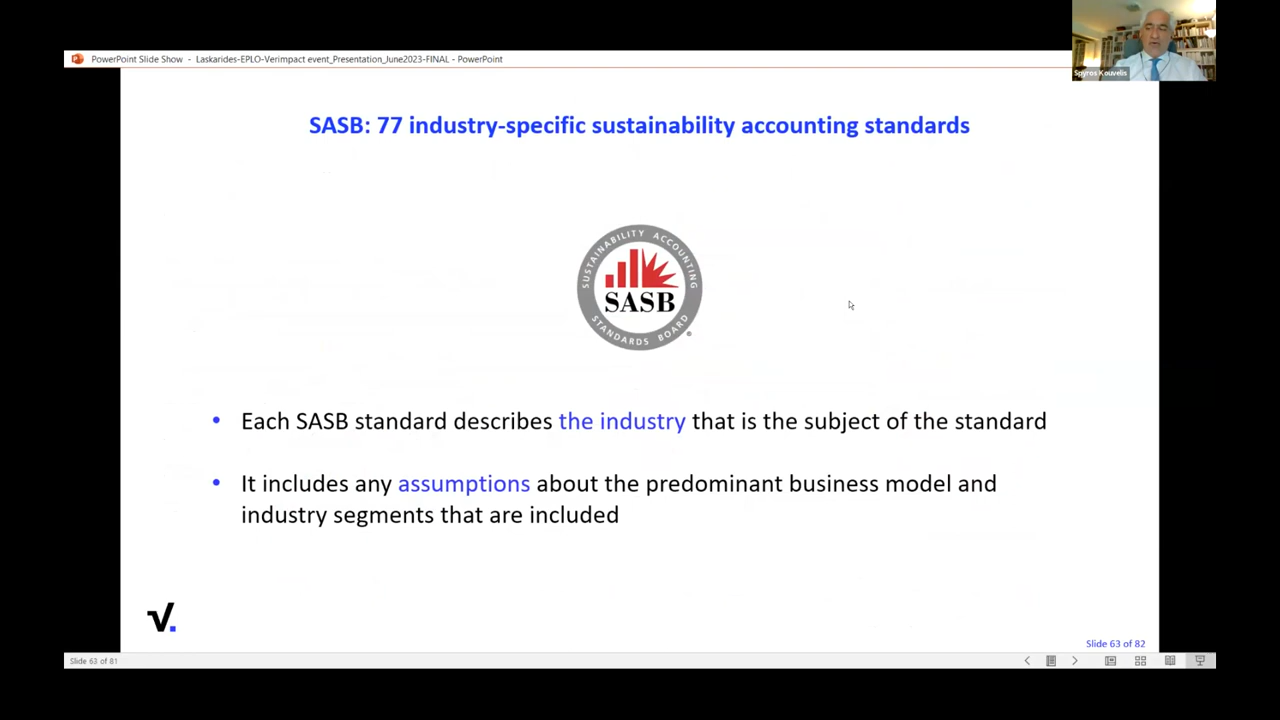 PowerPoint Slide Show - Laskarides-EPLO-Verimpact event_Presentation_June2023-FINAL - PowerPoint
Spyros Kouvelis
SASB: 77 industry-specific sustainability accounting standards
SUSTAINABILITY ACCOUNTING
SASB
STANDARDS BOARD
®
• Each SASB standard describes the industry that is the subject of the standard
• It includes any assumptions about the predominant business model and
industry segments that are included
V.
Slide 63 of 82
Slide 63 of 81